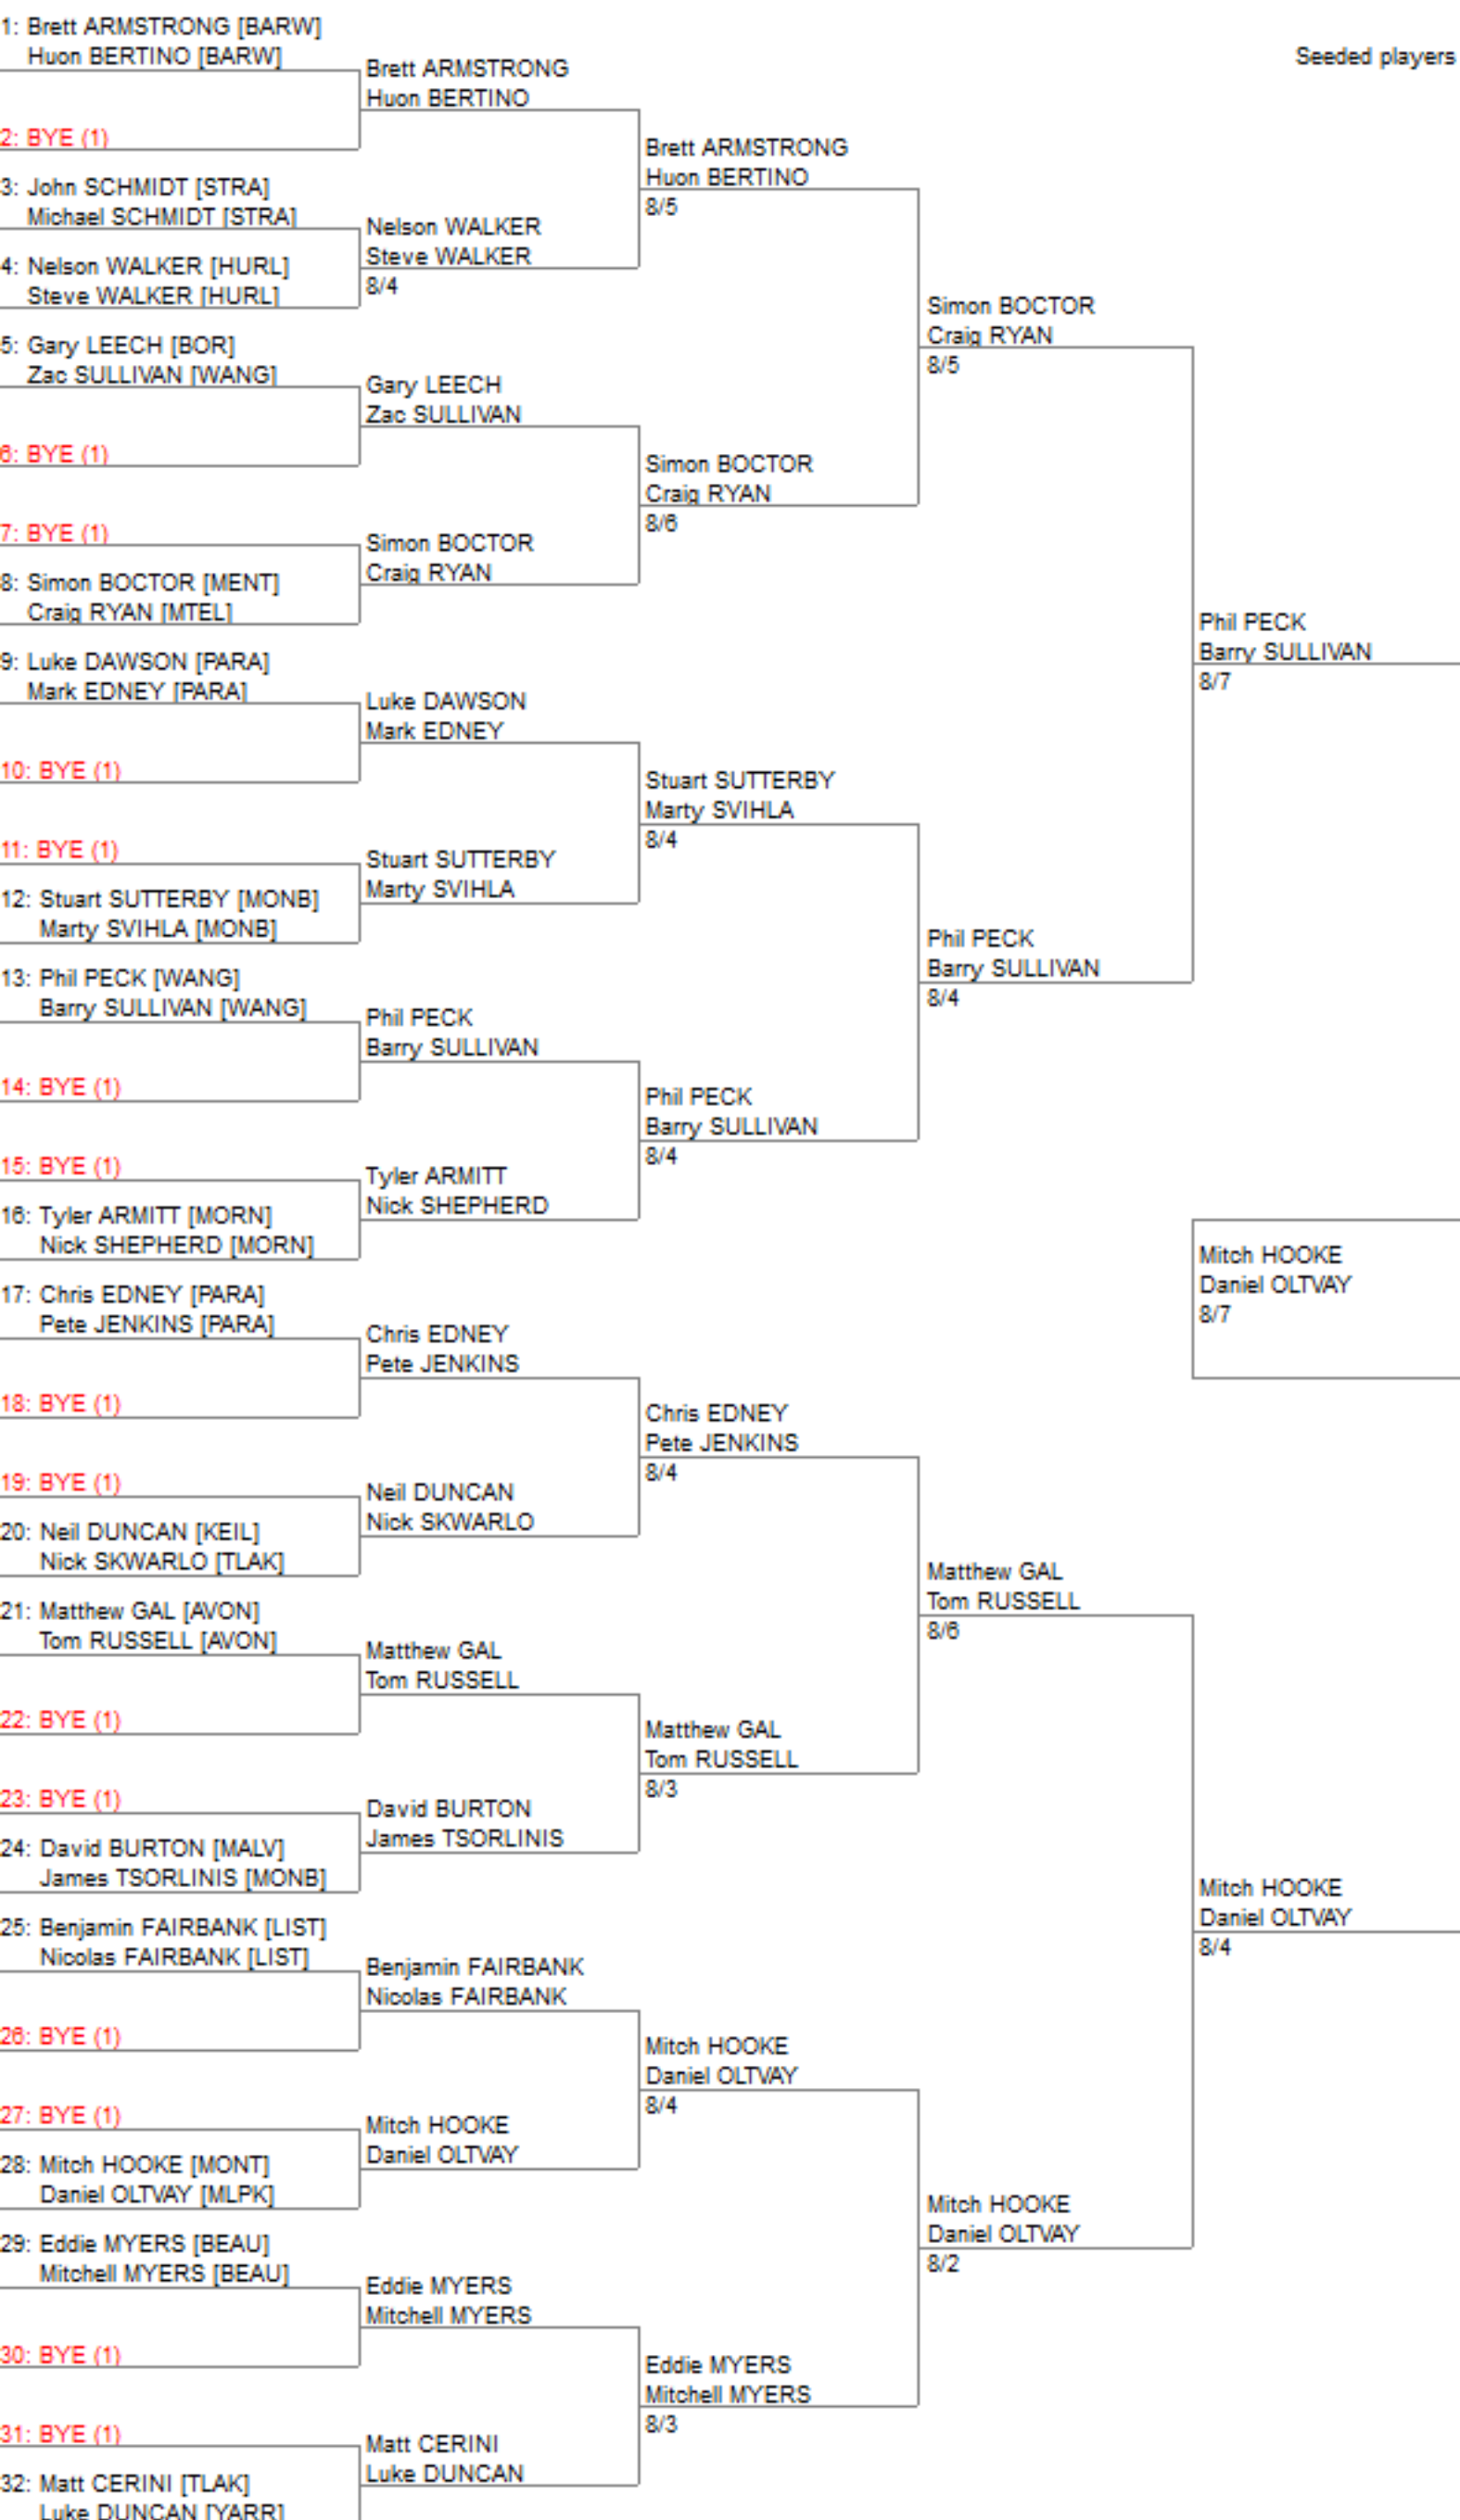 1: Brett ARMSTRONG [BARW]
Huon BERTINO [BARW]
2: BYE (1)
3: John SCHMIDT [STRA]
Michael SCHMIDT [STRA]
4: Nelson WALKER [HURL]
Steve WALKER [HURL]
5: Gary LEECH [BOR]
Zac SULLIVAN [WANG]
6: BYE (1)
7: BYE (1)
8: Simon BOCTOR [MENT]
Craig RYAN [MTEL]
9: Luke DAWSON [PARA]
Mark EDNEY [PARA]
10: BYE (1)
11: BYE (1)
12: Stuart SUTTERBY [MONB]
Marty SVIHLA [MONB]
13: Phil PECK [WANG]
Barry SULLIVAN [WANG]
14: BYE (1)
15: BYE (1)
16: Tyler ARMITT [MORN]
Nick SHEPHERD [MORN]
17: Chris EDNEY [PARA]
Pete JENKINS [PARA]
18: BYE (1)
19: BYE (1)
20: Neil DUNCAN [KEIL]
Nick SKWARLO [TLAK]
21: Matthew GAL [AVON]
Tom RUSSELL [AVON]
22: BYE (1)
23: BYE (1)
24: David BURTON [MALV]
James TSORLINIS [MONB]
25: Benjamin FAIRBANK [LIST]
Nicolas FAIRBANK [LIST]
26: BYE (1)
27: BYE (1)
28: Mitch HOOKE [MONT]
Daniel OLTVAY [MLPK]
29: Eddie MYERS [BEAU]
Mitchell MYERS [BEAU]
30: BYE (1)
31: BYE (1)
32: Matt CERINI [TLAK]
Luke DUNCAN [YARR]
Brett ARMSTRONG
Huon BERTINO
Nelson WALKER
Steve WALKER
8/4
Gary LEECH
Zac SULLIVAN
Simon BOCTOR
Craig RYAN
Luke DAWSON
Mark EDNEY
Stuart SUTTERBY
Marty SVIHLA
Phil PECK
Barry SULLIVAN
Tyler ARMITT
Nick SHEPHERD
Chris EDNEY
Pete JENKINS
Neil DUNCAN
Nick SKWARLO
Matthew GAL
Tom RUSSELL
David BURTON
James TSORLINIS
Benjamin FAIRBANK
Nicolas FAIRBANK
Mitch HOOKE
Daniel OLTVAY
Eddie MYERS
Mitchell MYERS
Matt CERINI
Luke DUNCAN
Brett ARMSTRONG
Huon BERTINO
8/5
Simon BOCTOR
Craig RYAN
8/6
Stuart SUTTERBY
Marty SVIHLA
8/4
Phil PECK
Barry SULLIVAN
8/4
Chris EDNEY
Pete JENKINS
8/4
Matthew GAL
Tom RUSSELL
8/3
Mitch HOOKE
Daniel OLTVAY
8/4
Eddie MYERS
Mitchell MYERS
8/3
Simon BOCTOR
Craig RYAN
8/5
Phil PECK
Barry SULLIVAN
8/4
Matthew GAL
Tom RUSSELL
8/6
Mitch HOOKE
Daniel OLTVAY
8/2
Seeded players
Phil PECK
Barry SULLIVAN
8/7
Mitch HOOKE
Daniel OLTVAY
8/7
Mitch HOOKE
Daniel OLTVAY
8/4